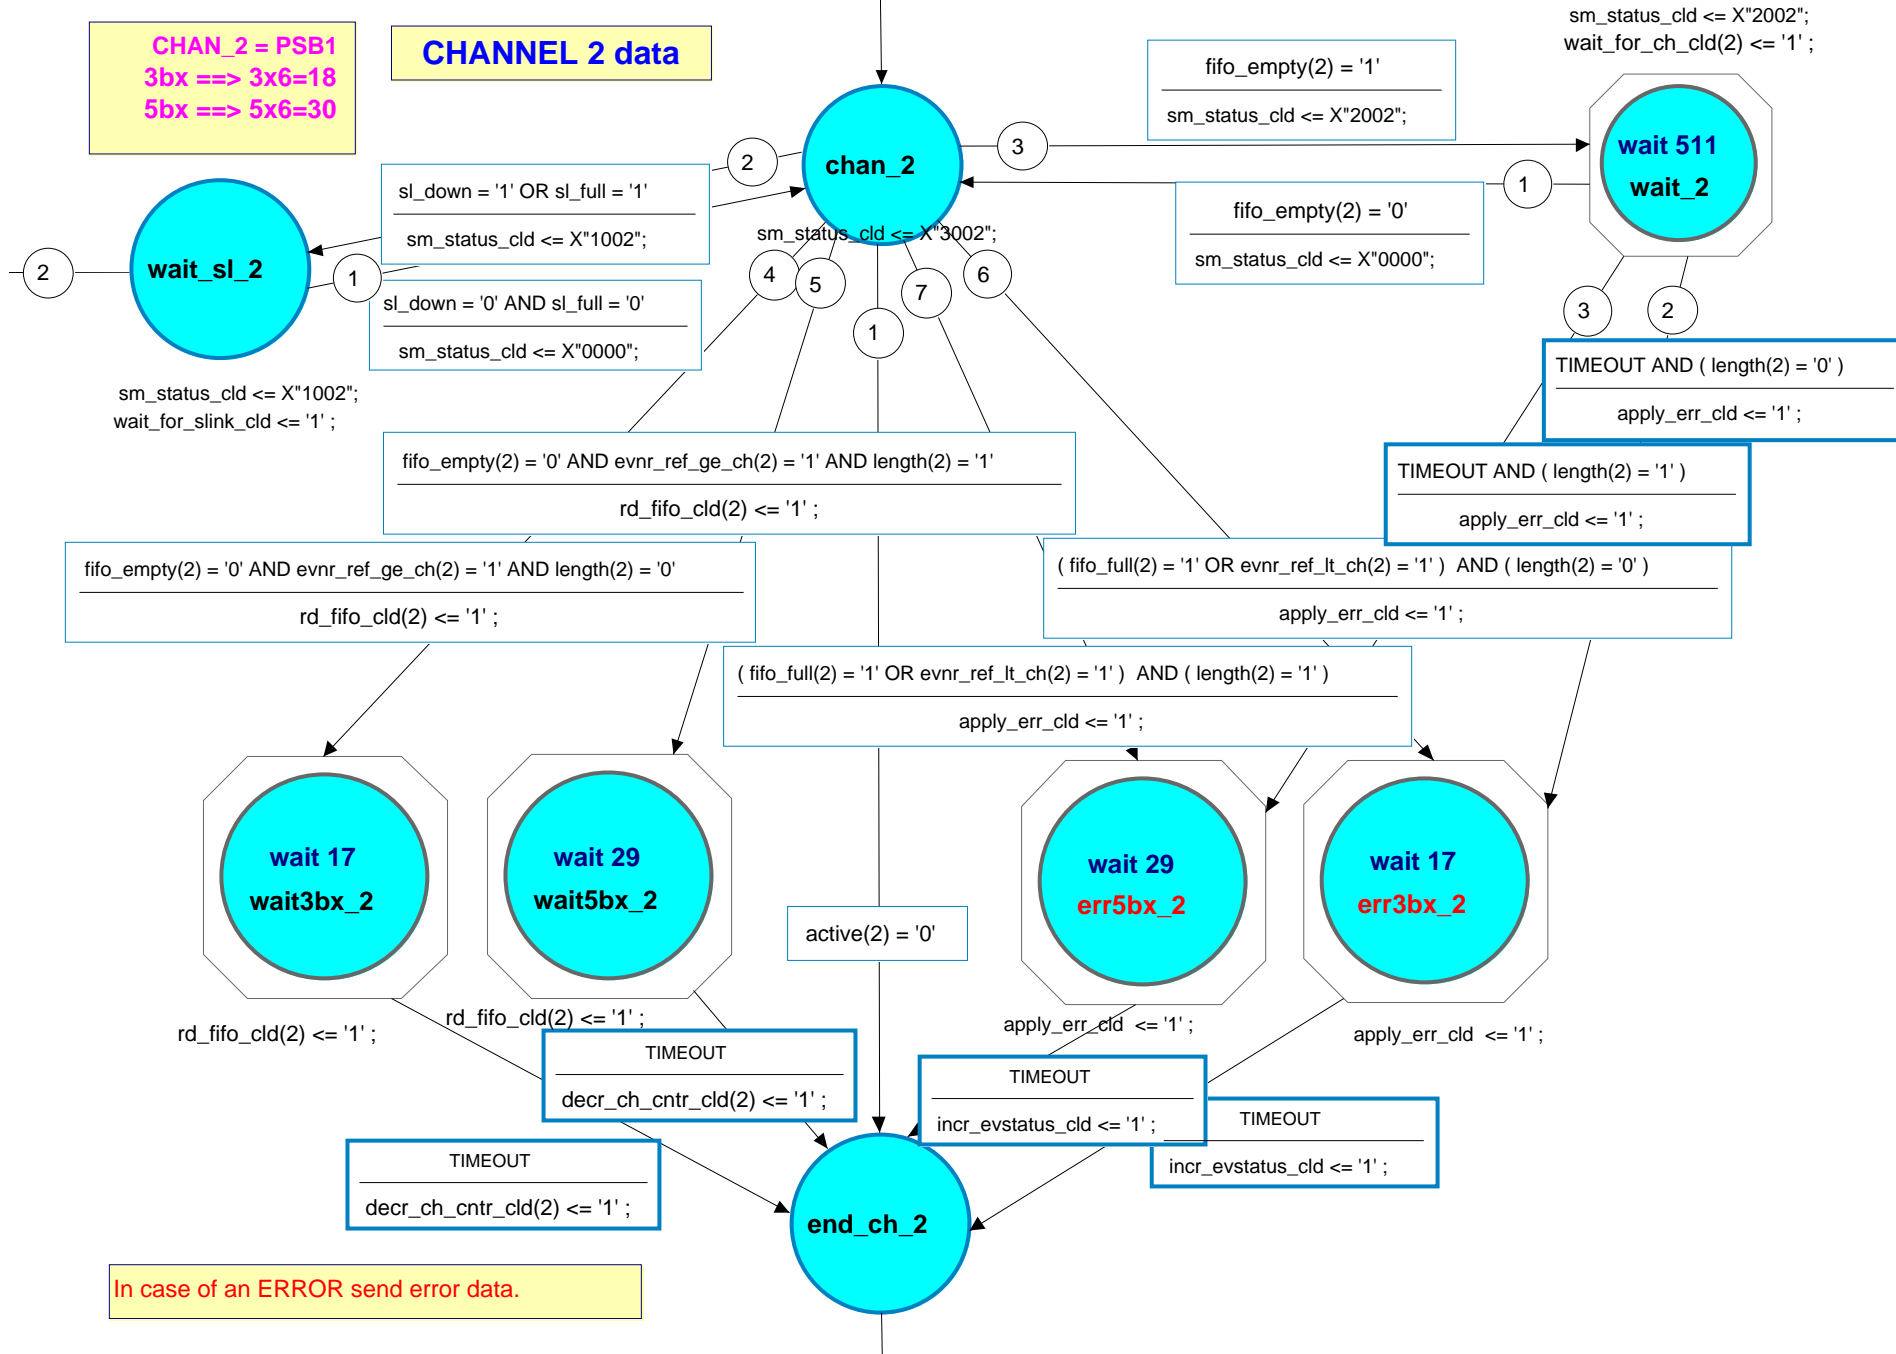 sm_status_cld <= X"2002";
wait_for_ch_cld(2) <= '1' ;
CHAN_2 = PSB1
3bx ==> 3x6=18
5bx ==> 5x6=30
CHANNEL 2 data
fifo_empty(2) = '1'
sm_status_cld <= X"2002";
2
chan_2
3
wait 511
wait_2
sl_down = '1' OR sl_full = '1'
sm_status_cld <= X"1002";
1
fifo_empty(2) = '0'
sm_status_cld <= X"0000";
sm_status_cld <= X"3002";
2
wait_sl_2
1
sl_down = '0' AND sl_full = '0'
sm_status_cld <= X"0000";
4
5
1
7
6
3
2
sm_status_cld <= X"1002";
wait_for_slink_cld <= '1' ;
TIMEOUT AND ( length(2) = '0' )
apply_err_cld <= '1' ;
fifo_empty(2) = '0' AND evnr_ref_ge_ch(2) = '1' AND length(2) = '1'
rd_fifo_cld(2) <= '1' ;
TIMEOUT AND ( length(2) = '1' )
apply_err_cld <= '1' ;
fifo_empty(2) = '0' AND evnr_ref_ge_ch(2) = '1' AND length(2) = '0'
rd_fifo_cld(2) <= '1' ;
( fifo_full(2) = '1' OR evnr_ref_lt_ch(2) = '1' )  AND ( length(2) = '0' )
apply_err_cld <= '1' ;
( fifo_full(2) = '1' OR evnr_ref_lt_ch(2) = '1' )  AND ( length(2) = '1' )
apply_err_cld <= '1' ;
wait 17
wait3bx_2
wait 29
wait5bx_2
wait 29
err5bx_2
wait 17
err3bx_2
active(2) = '0'
rd_fifo_cld(2) <= '1' ;
rd_fifo_cld(2) <= '1' ;
apply_err_cld  <= '1' ;
apply_err_cld  <= '1' ;
TIMEOUT
decr_ch_cntr_cld(2) <= '1' ;
TIMEOUT
incr_evstatus_cld <= '1' ;
TIMEOUT
incr_evstatus_cld <= '1' ;
TIMEOUT
decr_ch_cntr_cld(2) <= '1' ;
end_ch_2
In case of an ERROR send error data.